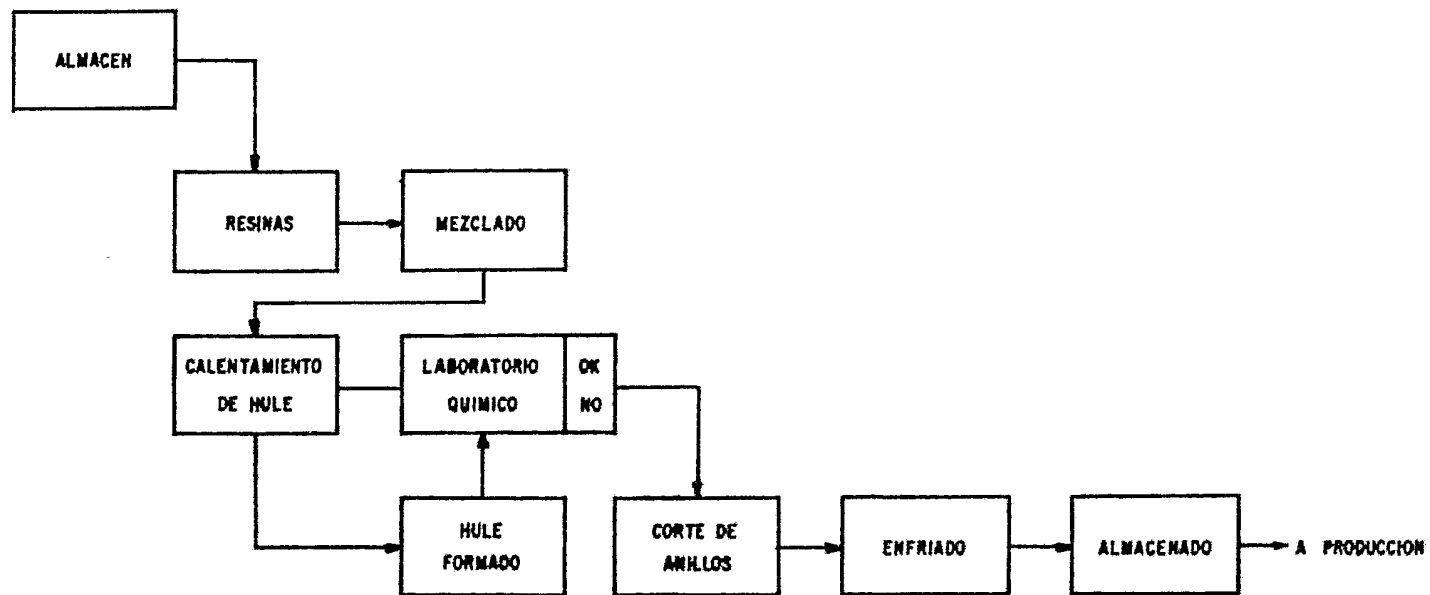 ALMACEN
RESINAS
MEZCLADO
CALENTAMIENTO
DE HULE
LABORATORIO
QUIMICO
OK
NO
HULE
FORMADO
CORTE DE
ANILLOS
ENFRIADO
ALMACENADO
A PRODUCCION